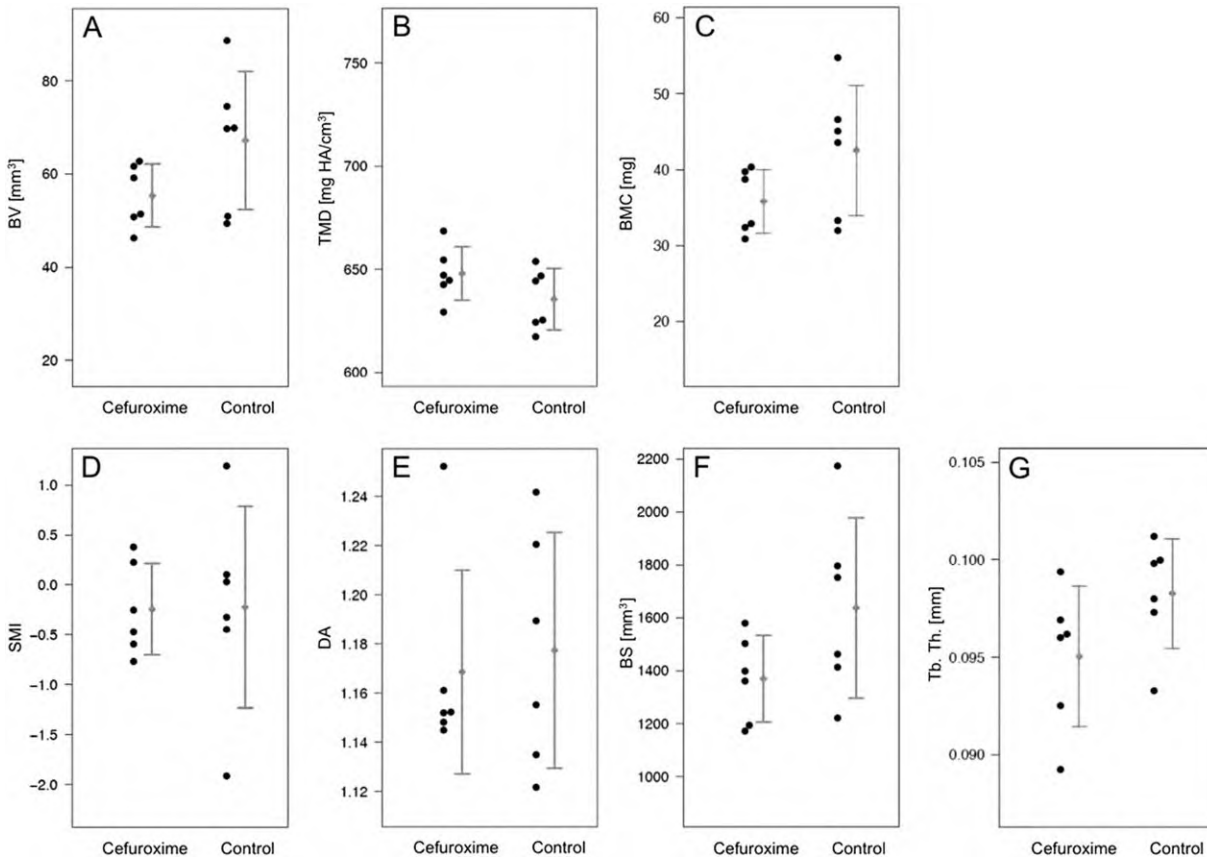 A
BV [mm³]
80
60
40
20
Cefuroxime Control
B
TMD [mg HA/cm³]
750
700
650
600
Cefuroxime Control
C
BMC [mg]
60
50
40
30
20
Cefuroxime Control
D
SMI
1.0
0.5
0.0
−0.5
−1.0
−1.5
−2.0
Cefuroxime Control
E
DA
1.24
1.22
1.20
1.18
1.16
1.14
1.12
Cefuroxime Control
F
BS [mm³]
2200
2000
1800
1600
1400
1200
1000
Cefuroxime Control
G
Tb. Th. [mm]
0.105
0.100
0.095
0.090
Cefuroxime Control